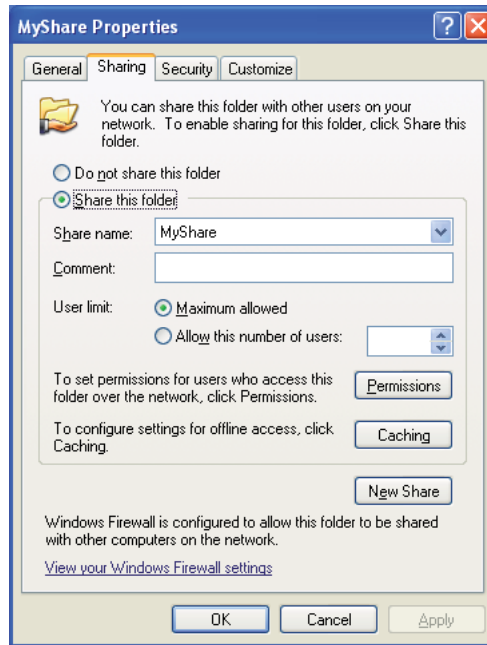 MyShare Properties
General Sharing Security Customize
You can share this folder with other users on your
network. To enable sharing for this folder, click Share this
folder.
Do not share this folder
Share this folder
Share name: MyShare
Comment:
User limit: Maximum allowed
Allow this number of users:
To set permissions for users who access this
folder over the network, click Permissions.
Permissions
To configure settings for offline access, click
Caching.
Caching
New Share
Windows Firewall is configured to allow this folder to be shared
with other computers on the network.
View your Windows Firewall settings
OK Cancel Apply